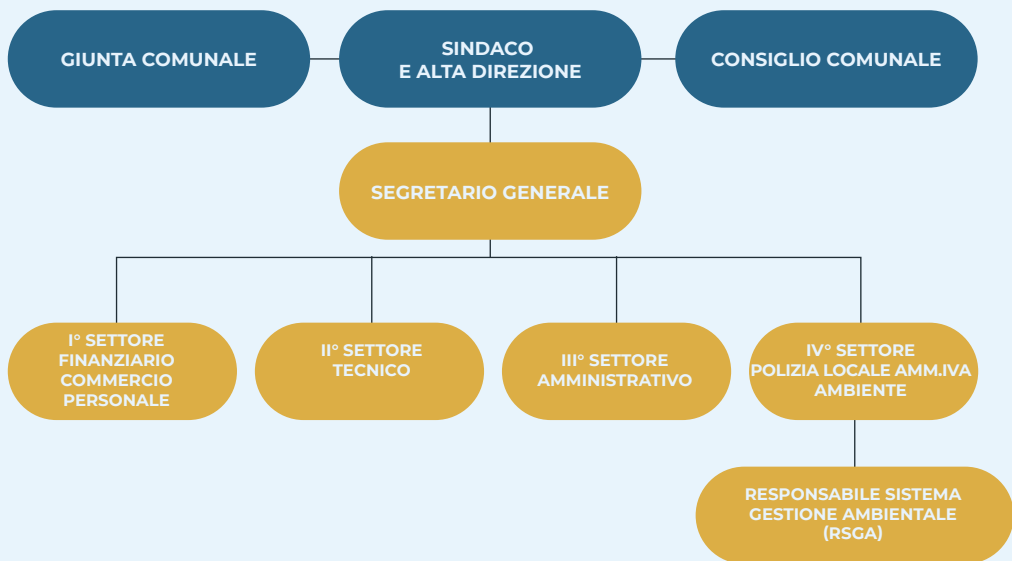 GIUNTA COMUNALE
SINDACO
E ALTA DIREZIONE
CONSIGLIO COMUNALE
SEGRETARIO GENERALE
I° SETTORE
FINANZIARIO
COMMERCIO
PERSONALE
II° SETTORE
TECNICO
III° SETTORE
AMMINISTRATIVO
IV° SETTORE
POLIZIA LOCALE AMM.IVA
AMBIENTE
RESPONSABILE SISTEMA
GESTIONE AMBIENTALE
(RSGA)